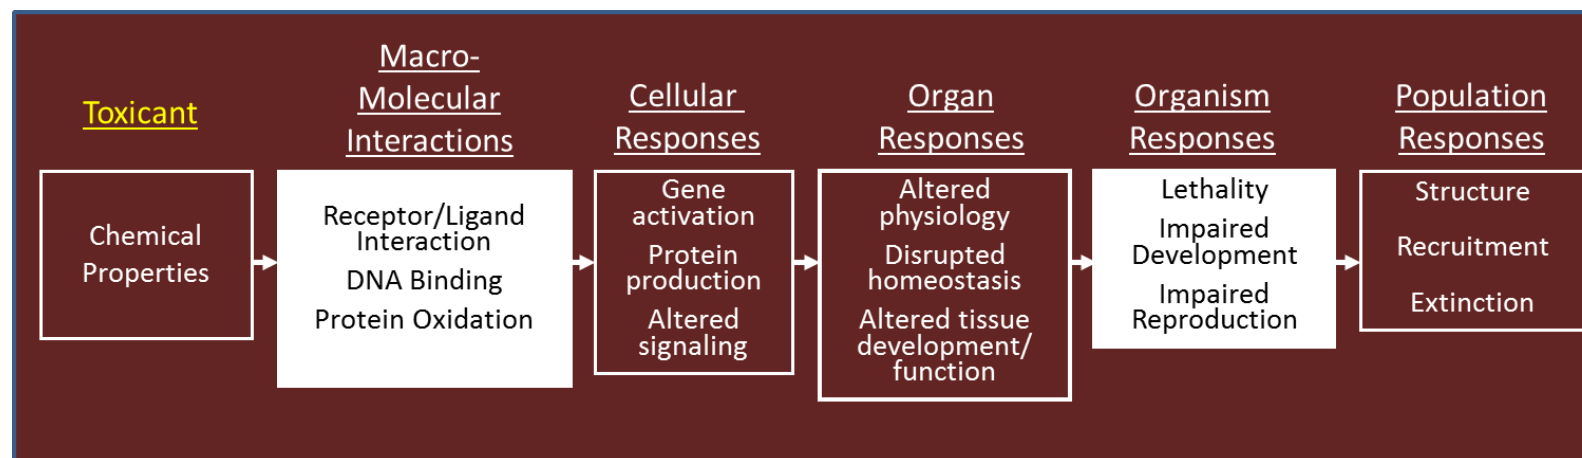 Toxicant
Chemical
Properties
Macro-
Molecular
Interactions
Receptor/Ligand
Interaction
DNA Binding
Protein Oxidation
Cellular
Responses
Gene
activation
Protein
production
Altered
signaling
Organ
Responses
Altered
physiology
Disrupted
homeostasis
Altered tissue
development/
function
Organism
Responses
Lethality
Impaired
Development
Impaired
Reproduction
Population
Responses
Structure
Recruitment
Extinction